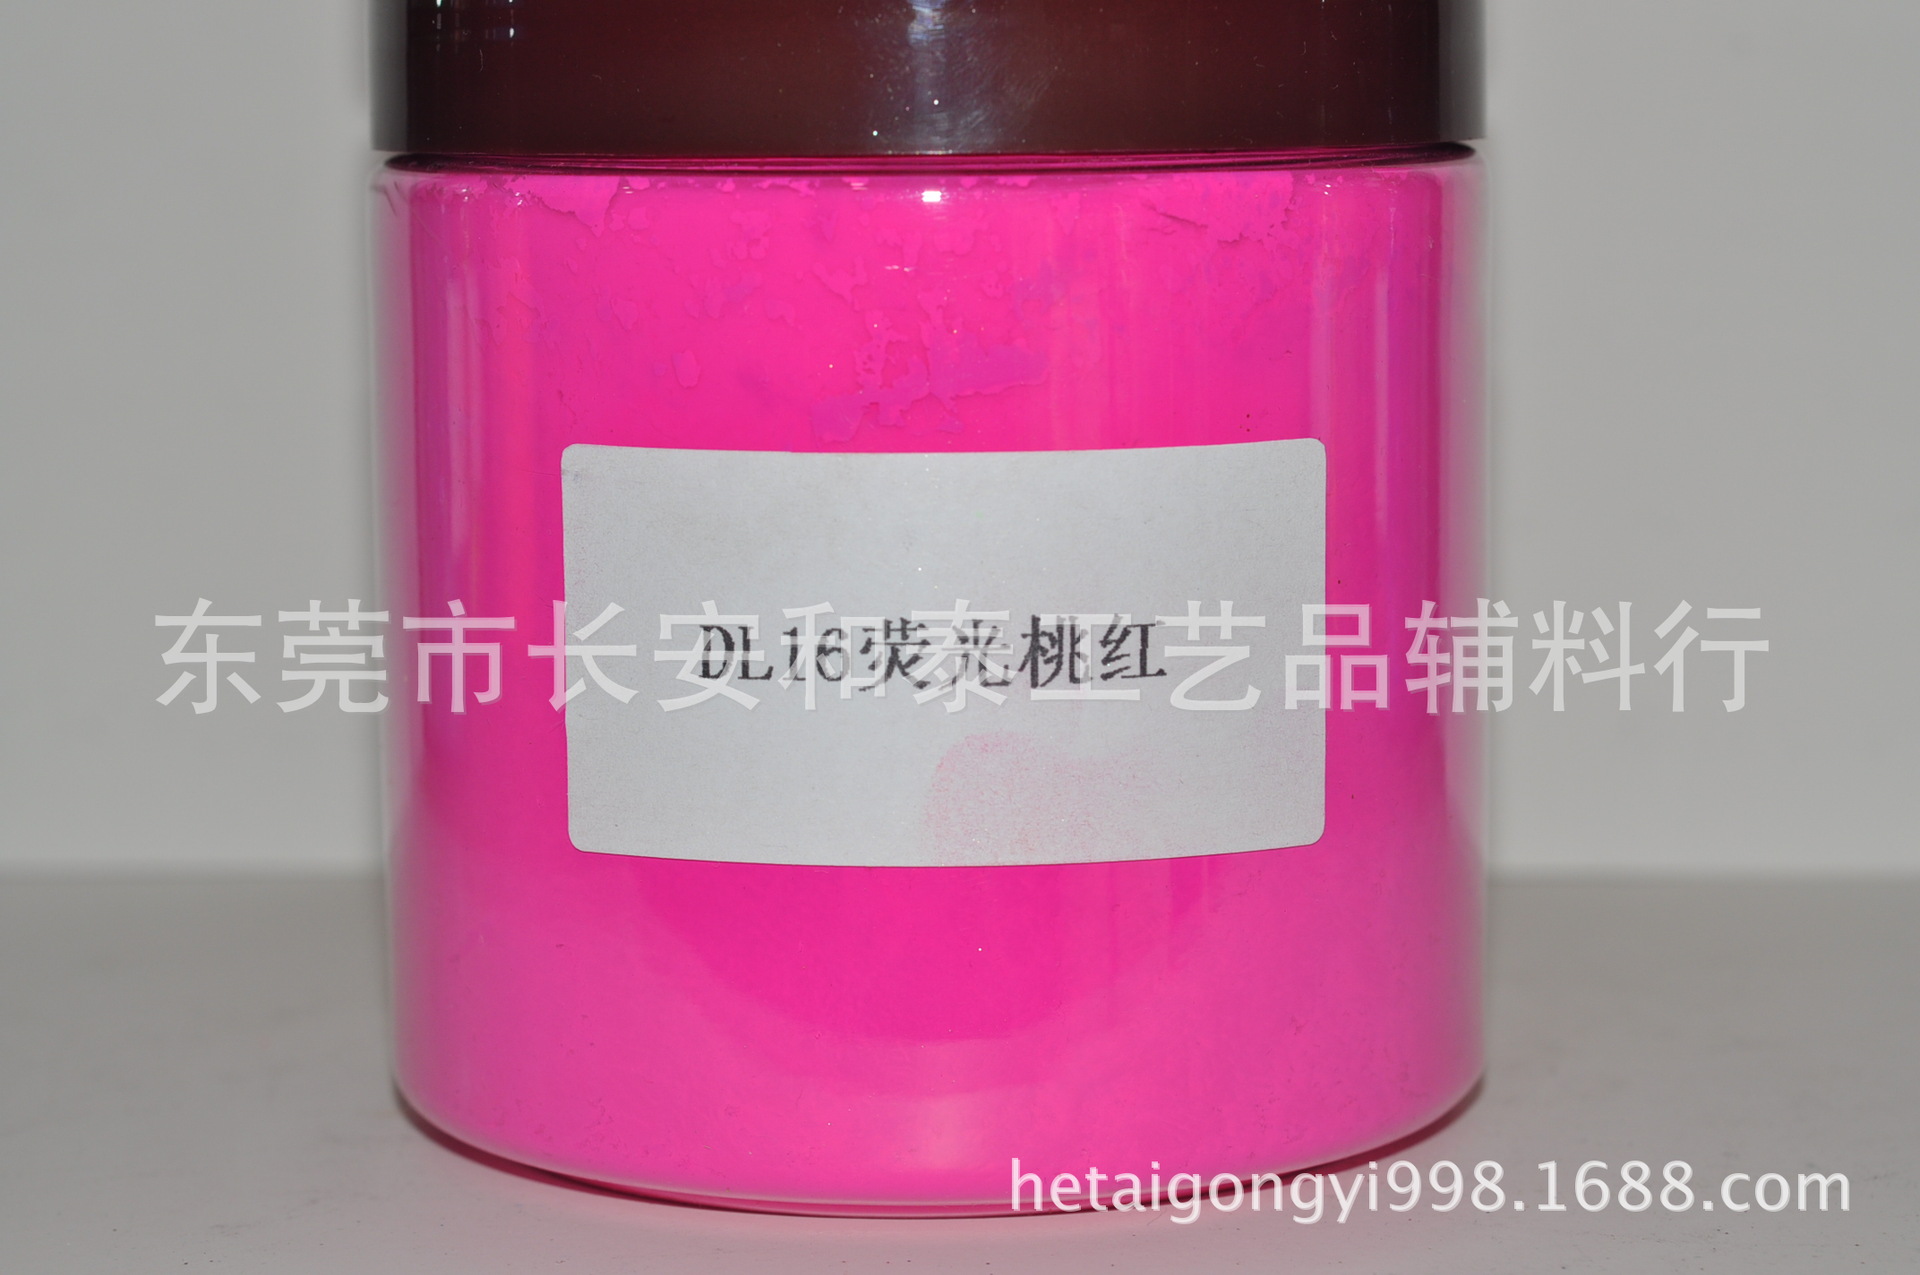 东莞市长安和泰工艺品辅料行
DL16荧光桃红
hetaigongyi998.1688.com